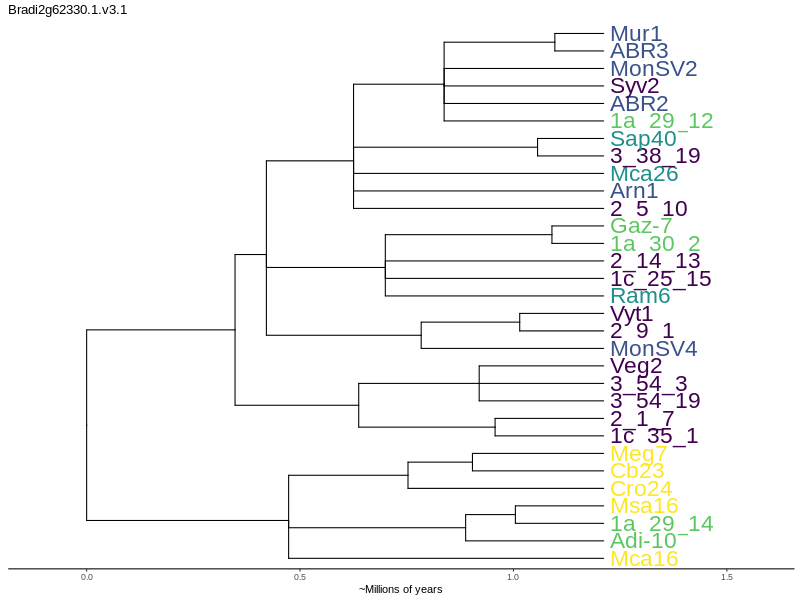 Bradi2g62330.1.v3.1
Mur1
ABR3
MonSV2
Syv2
ABR2
1a_29_12
Sap40
3_38_19
Mca26
Arn1
2_5_10
Gaz-7
1a_30_2
2_14_13
1c_25_15
Ram6
Vyt1
2_9_1
MonSV4
Veg2
3_54_3
3_54_19
2_1_7
1c_35_1
Meg7
Cb23
Cro24
Msa16
1a_29_14
Adi-10
Mca16
0.0 0.5 1.0 1.5
~Millions of years